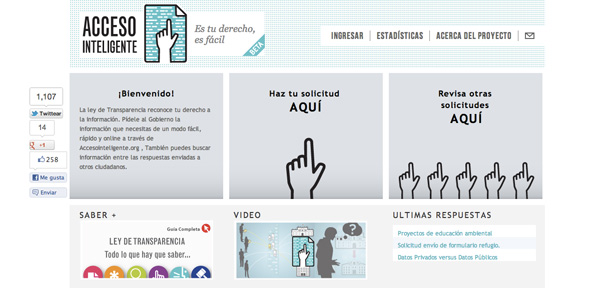 ACCESO
INTELIGENTE
Es tu derecho,
es fácil
BETA
INGRESAR | ESTADÍSTICAS | ACERCA DEL PROYECTO |
1,107
Twittear
14
+1
258
Me gusta
Enviar
¡Bienvenido!
La ley de Transparencia reconoce tu derecho a
la Información. Pídele al Gobierno la
información que necesitas de un modo fácil,
rápido y online a través de
AccesoInteligente.org , También puedes buscar
información entre las respuestas enviadas a
otros ciudadanos.
Haz tu solicitud
AQUÍ
Revisa otras
solicitudes
AQUÍ
SABER +
Guía Completa
LEY DE TRANSPARENCIA
Todo lo que hay que saber...
VIDEO
?
ULTIMAS RESPUESTAS
Proyectos de educación ambiental
Solicitud envío de formulario refugio.
Datos Privados versus Datos Públicos